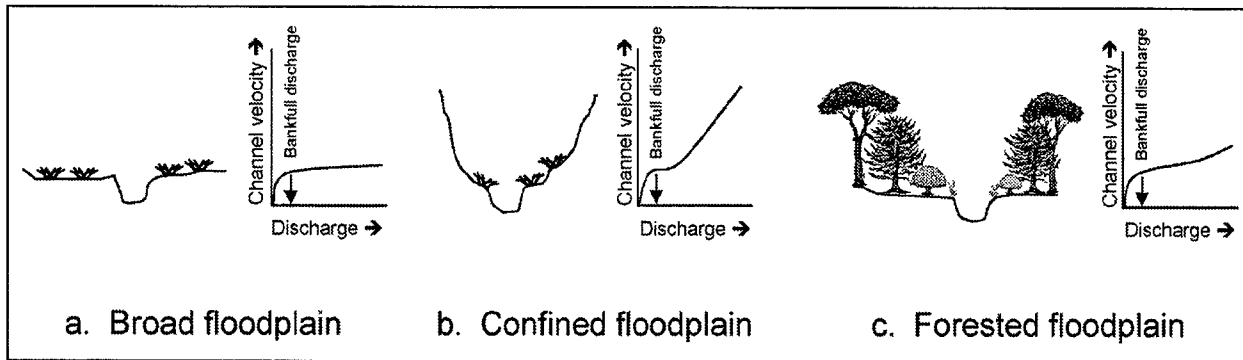 Channel velocity →
Bankfull discharge
Discharge →
a. Broad floodplain
Channel velocity →
Bankfull discharge
Discharge →
b. Confined floodplain
Channel velocity →
Bankfull discharge
Discharge →
c. Forested floodplain